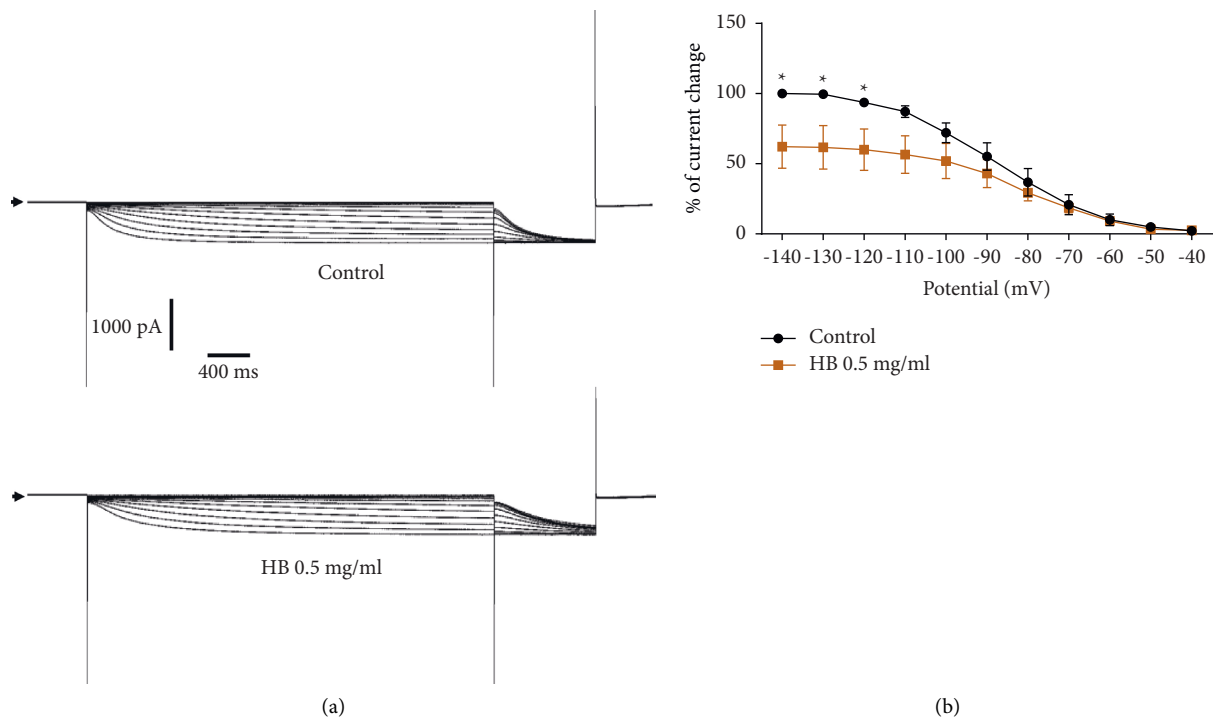 Control
1000 pA
400 ms
HB 0.5 mg/ml
(a)
150
100
50
0
% of current change
* * *
-140 -130 -120 -110 -100 -90 -80 -70 -60 -50 -40
Potential (mV)
Control
HB 0.5 mg/ml
(b)